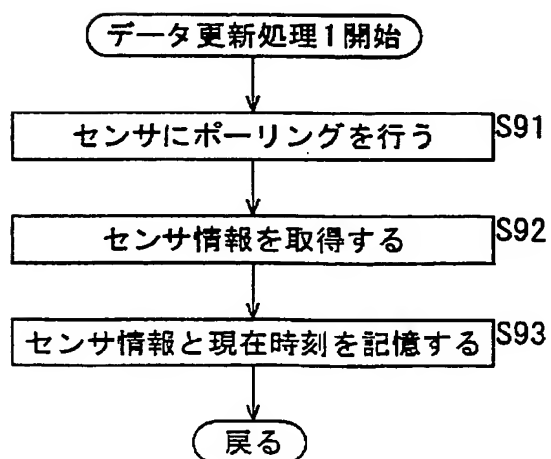 データ更新処理1開始
センサにポーリングを行う
S91
センサ情報を取得する
S92
センサ情報と現在時刻を記憶する
S93
戻る